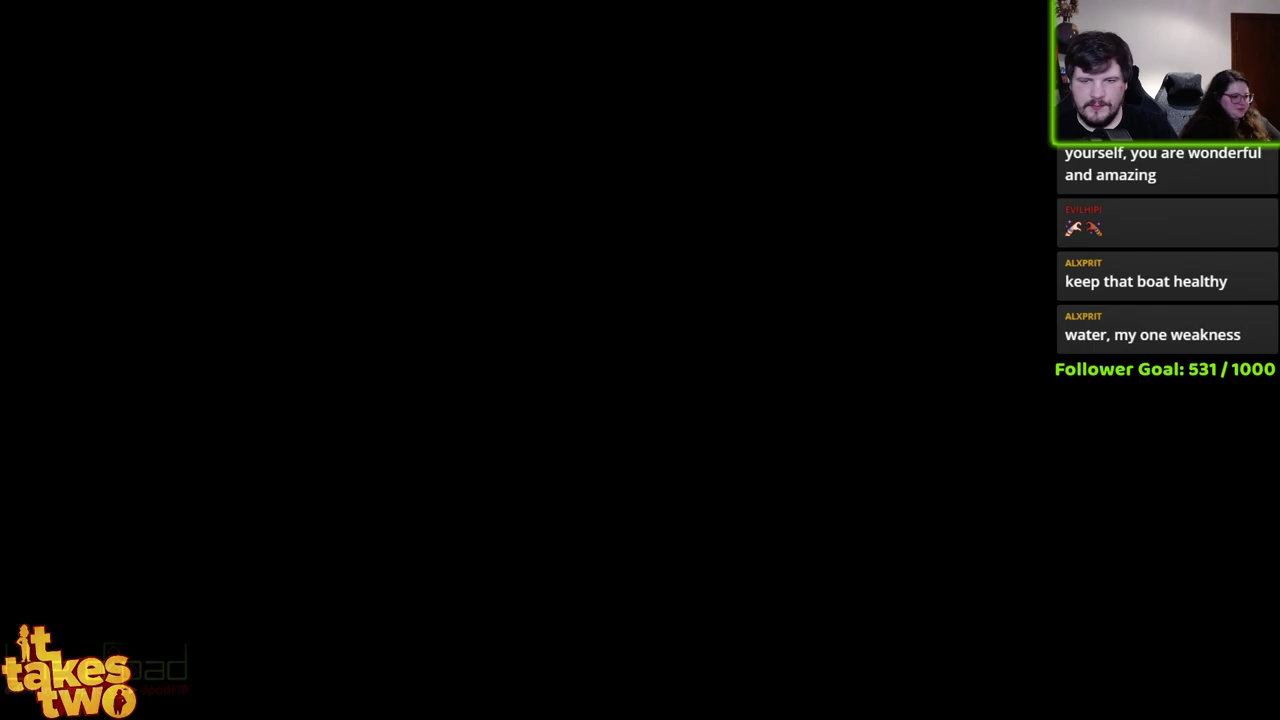 yourself, you are wonderful
and amazing
EVILHIPI
ALXPRIT
keep that boat healthy
ALXPRIT
water, my one weakness
Follower Goal: 531 / 1000
it
takes
two